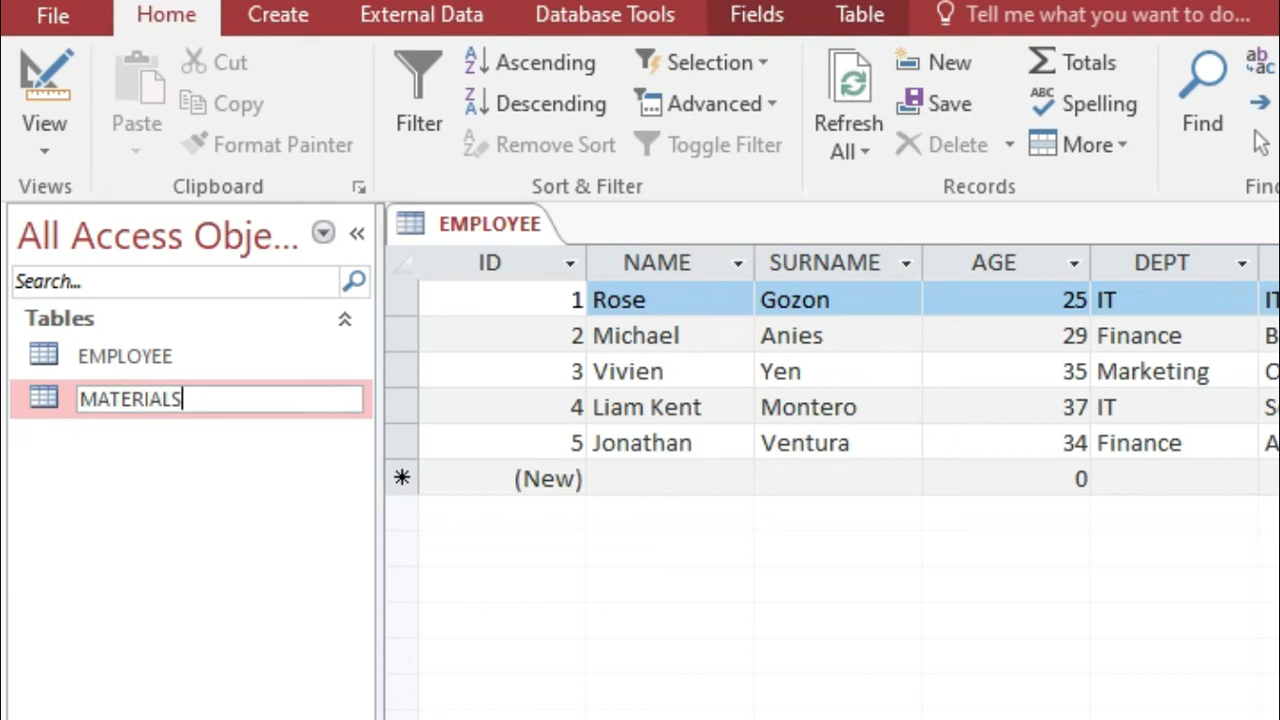 File Home Create External Data Database Tools Fields Table Tell me what you want to do...
View Paste Cut Copy Format Painter Filter Ascending Descending Remove Sort Selection Advanced Toggle Filter Refresh All New Save Delete Totals Spelling More Find
Views Clipboard Sort & Filter Records
All Access Obje...
Search...
Tables
EMPLOYEE
MATERIALS
EMPLOYEE
ID NAME SURNAME AGE DEPT
1 Rose Gozon 25 IT
2 Michael Anies 29 Finance
3 Vivien Yen 35 Marketing
4 Liam Kent Montero 37 IT
5 Jonathan Ventura 34 Finance
(New) 0